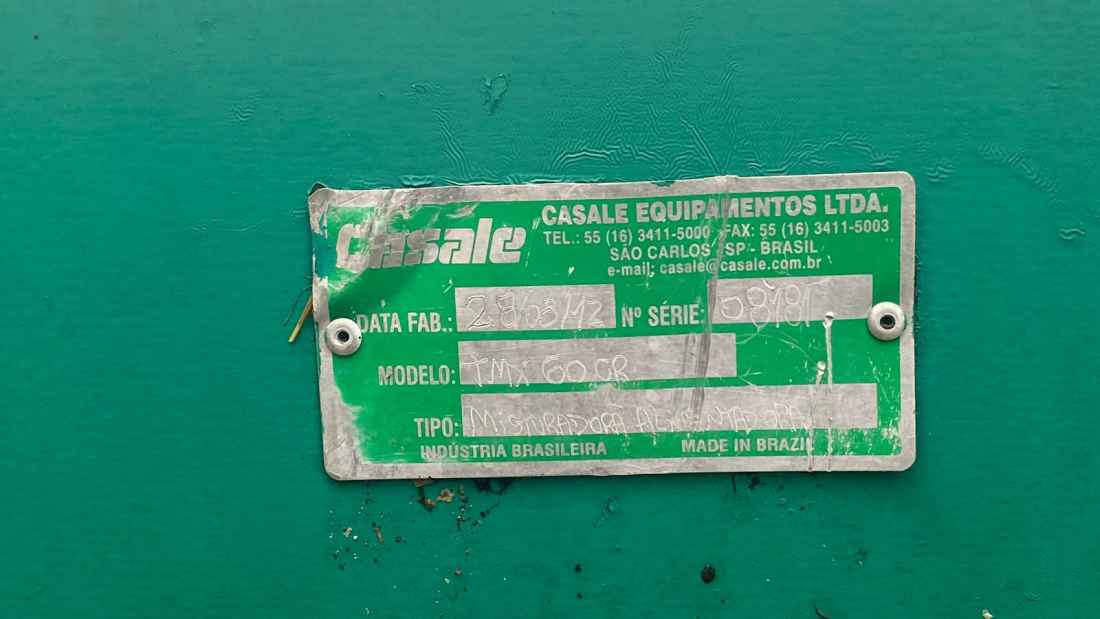 Casale
CASALE EQUIPAMENTOS LTDA.
TEL.: 55 (16) 3411-5000 FAX: 55 (16) 3411-5003
SÃO CARLOS - SP - BRASIL
e-mail: casale@casale.com.br
DATA FAB.: 28/03/12 Nº SÉRIE:
MODELO: TMX 60 CR
TIPO: MISTURADORA
INDÚSTRIA BRASILEIRA MADE IN BRAZIL